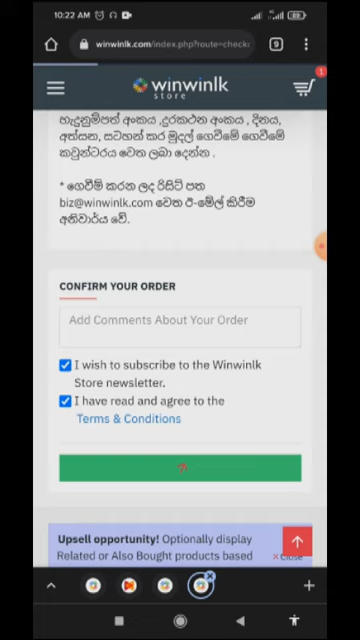 10:22 AM
winwinlk.com/index.php?route=check
9
winwinlk
store
1
හැදුනුම්පත් අංකය ,දුරකථන අංකය , දිනය,
අත්සන, සටහන් කර මුදල් ගෙවීමේ ගෙවීමේ
කවුන්ටරය වෙත ලබා දෙන්න .
* ගෙවීම් කරන ලද රිසිට් පත
biz@winwinlk.com වෙත ඊ-මේල් කිරීම
අනිවාර්ය වේ.
CONFIRM YOUR ORDER
Add Comments About Your Order
I wish to subscribe to the Winwinlk
Store newsletter.
I have read and agree to the
Terms & Conditions
Upsell opportunity! Optionally display
Related or Also Bought products based
Close